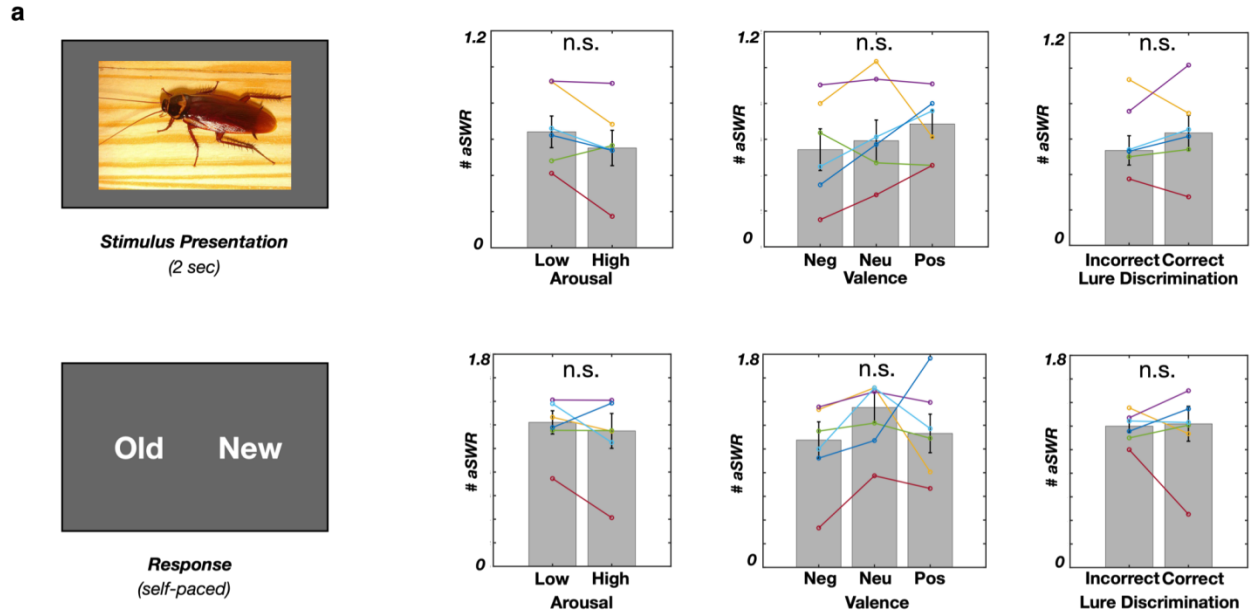 a
Stimulus Presentation
(2 sec)
1.2
n.s.
# aSWR
0
Low High
Arousal
1.2
n.s.
# aSWR
0
Neg Neu Pos
Valence
1.2
n.s.
# aSWR
0
Incorrect Correct
Lure Discrimination
Old New
Response
(self-paced)
1.8
n.s.
# aSWR
0
Low High
Arousal
1.8
n.s.
# aSWR
0
Neg Neu Pos
Valence
1.8
n.s.
# aSWR
0
Incorrect Correct
Lure Discrimination